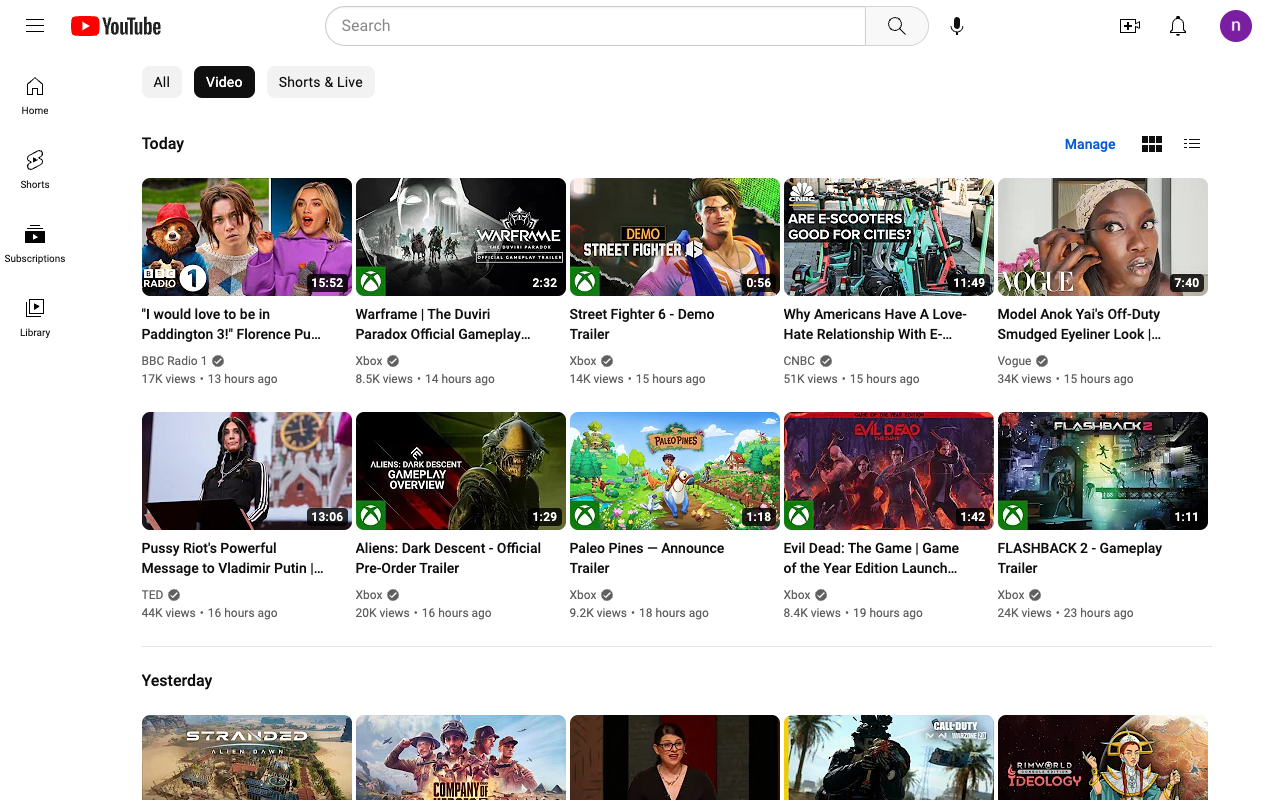 YouTube
Search
n
All
Video
Shorts & Live
Home
Shorts
Subscriptions
Library
Today
Manage
BBC
RADIO 1
15:52
WARFRAME
THE DUVIRI PARADOX
OFFICIAL GAMEPLAY TRAILER
2:32
DEMO
STREET FIGHTER 6
0:56
CNBC
ARE E-SCOOTERS
GOOD FOR CITIES?
11:49
VOGUE
7:40
"I would love to be in
Paddington 3!" Florence Pu…
BBC Radio 1
17K views • 13 hours ago
Warframe | The Duviri
Paradox Official Gameplay…
Xbox
8.5K views • 14 hours ago
Street Fighter 6 - Demo
Trailer
Xbox
14K views • 15 hours ago
Why Americans Have A Love-
Hate Relationship With E-…
CNBC
51K views • 15 hours ago
Model Anok Yai's Off-Duty
Smudged Eyeliner Look |…
Vogue
34K views • 15 hours ago
13:06
ALIENS: DARK DESCENT
GAMEPLAY
OVERVIEW
1:29
PALEO PINES
1:18
GAME OF THE YEAR EDITION
EVIL DEAD
THE GAME
1:42
FLASHBACK 2
1:11
Pussy Riot's Powerful
Message to Vladimir Putin |…
TED
44K views • 16 hours ago
Aliens: Dark Descent - Official
Pre-Order Trailer
Xbox
20K views • 16 hours ago
Paleo Pines — Announce
Trailer
Xbox
9.2K views • 18 hours ago
Evil Dead: The Game | Game
of the Year Edition Launch…
Xbox
8.4K views • 19 hours ago
FLASHBACK 2 - Gameplay
Trailer
Xbox
24K views • 23 hours ago
Yesterday
STRANDED
ALIEN DAWN
COMPANY OF
CALL OF DUTY
MW WARZONE 2.0
RIMWORLD
CONSOLE EDITION
IDEOLOGY